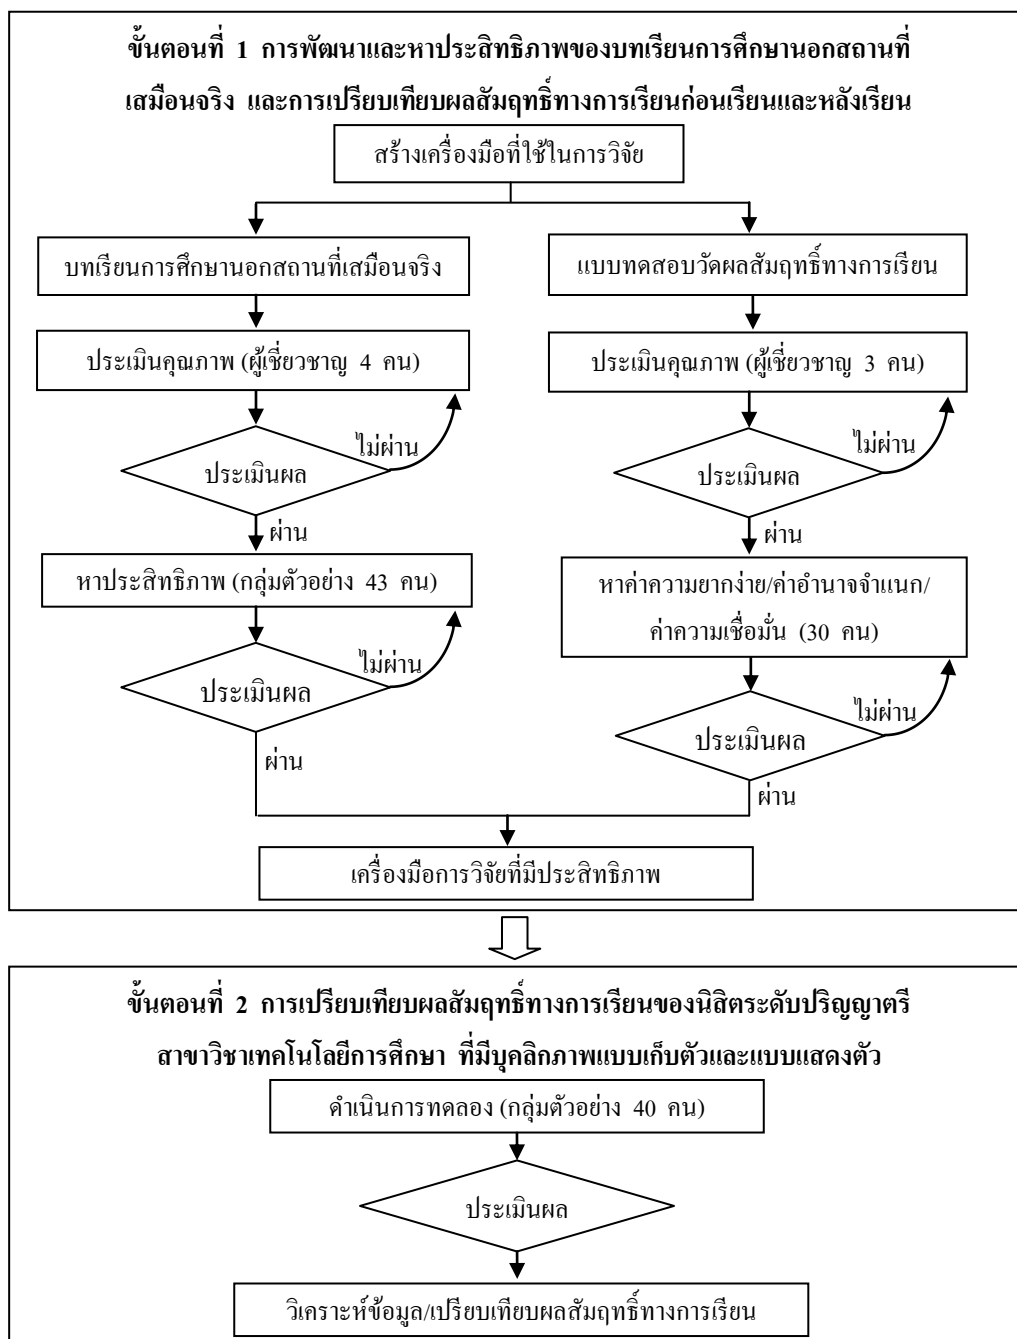 ขั้นตอนที่ 1 การพัฒนาและหาประสิทธิภาพของบทเรียนการศึกษานอกสถานที่
เสมือนจริง และการเปรียบเทียบผลสัมฤทธิ์ทางการเรียนก่อนเรียนและหลังเรียน
สร้างเครื่องมือที่ใช้ในการวิจัย
บทเรียนการศึกษานอกสถานที่เสมือนจริง
แบบทดสอบวัดผลสัมฤทธิ์ทางการเรียน
ประเมินคุณภาพ (ผู้เชี่ยวชาญ 4 คน)
ประเมินคุณภาพ (ผู้เชี่ยวชาญ 3 คน)
ไม่ผ่าน
ไม่ผ่าน
ประเมินผล
ประเมินผล
ผ่าน
ผ่าน
หาประสิทธิภาพ (กลุ่มตัวอย่าง 43 คน)
หาค่าความยากง่าย/ค่าอำนาจจำแนก/
ค่าความเชื่อมั่น (30 คน)
ไม่ผ่าน
ไม่ผ่าน
ประเมินผล
ประเมินผล
ผ่าน
ผ่าน
เครื่องมือการวิจัยที่มีประสิทธิภาพ
ขั้นตอนที่ 2 การเปรียบเทียบผลสัมฤทธิ์ทางการเรียนของนิสิตระดับปริญญาตรี
สาขาวิชาเทคโนโลยีการศึกษา ที่มีบุคลิกภาพแบบเก็บตัวและแบบแสดงตัว
ดำเนินการทดลอง (กลุ่มตัวอย่าง 40 คน)
ประเมินผล
วิเคราะห์ข้อมูล/เปรียบเทียบผลสัมฤทธิ์ทางการเรียน